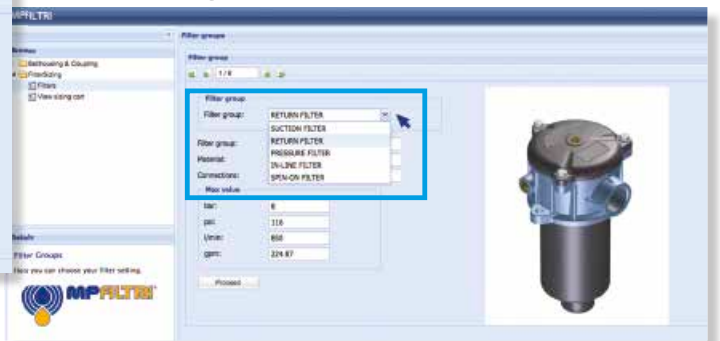 MPFILTRI
Browse
Bellhousing & Coupling
FilterSizing
Filters
View sizing cart
Details
Filter Groups
Here you can choose your filter setting.
MPFILTRI
Filter groups
Filter group
1/8
Filter group
Filter group: RETURN FILTER
SUCTION FILTER
RETURN FILTER
PRESSURE FILTER
IN-LINE FILTER
SPIN-ON FILTER
Filter group:
Material:
Connections:
Max value
bar: 8
psi: 116
l/min: 850
gpm: 224.87
Proceed